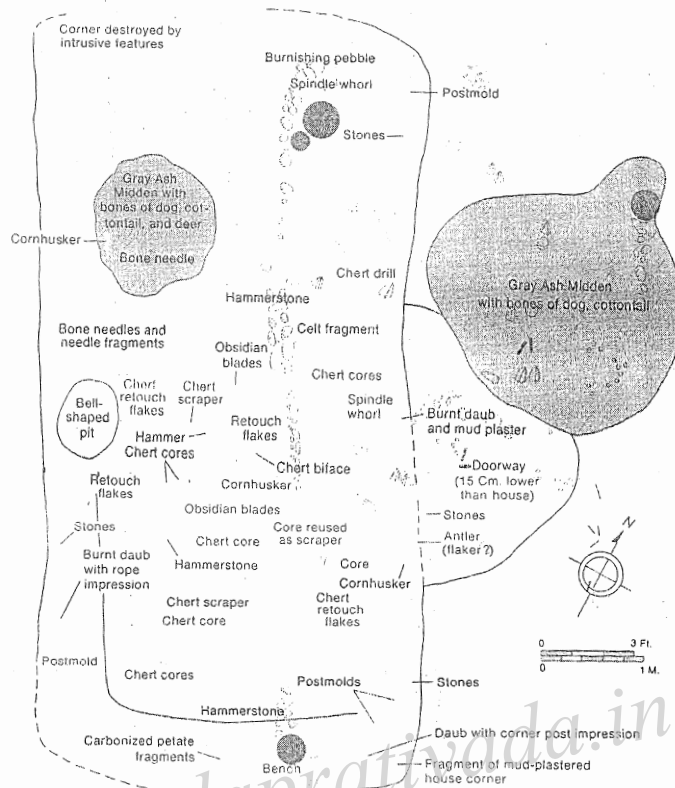 Corner destroyed by
intrusive features
Burnishing pebble
Spindle whorl
Postmold
Stones
Gray Ash
Midden with
bones of dog, cot-
tontail, and deer
Cornhusker
Bone needle
Chert drill
Gray Ash Midden
with bones of dog, cottontail
Hammerstone
Bone needles and
needle fragments
Celt fragment
Obsidian
blades
Chert cores
Chert
retouch
flakes
Chert
scraper
Bell-
shaped
pit
Spindle
whorl
Burnt daub
and mud plaster
Hammer
Chert cores
Retouch
flakes
Chert biface
Doorway
(15 Cm. lower
than house)
Retouch
flakes
Cornhusker
Obsidian blades
Stones
Stones
Chert core
Core reused
as scraper
Antler
(flaker?)
Burnt daub
with rope
impression
Hammerstone
Core
Cornhusker
N
Chert scraper
Chert core
Chert
retouch
flakes
0 3 Ft.
0 1 M.
Postmold
Chert cores
Postmolds
Stones
Hammerstone
Carbonized petate
fragments
Bench
Daub with corner post impression
Fragment of mud-plastered
house corner
prativada.in